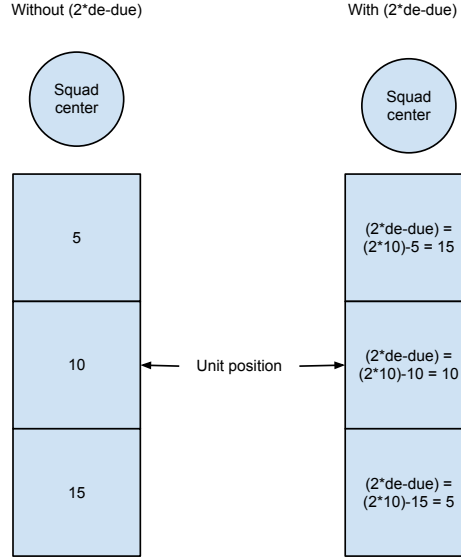 Without (2*de-due)
With (2*de-due)
Squad
center
Squad
center
5
(2*de-due) =
(2*10)-5 = 15
10
Unit position
(2*de-due) =
(2*10)-10 = 10
15
(2*de-due) =
(2*10)-15 = 5